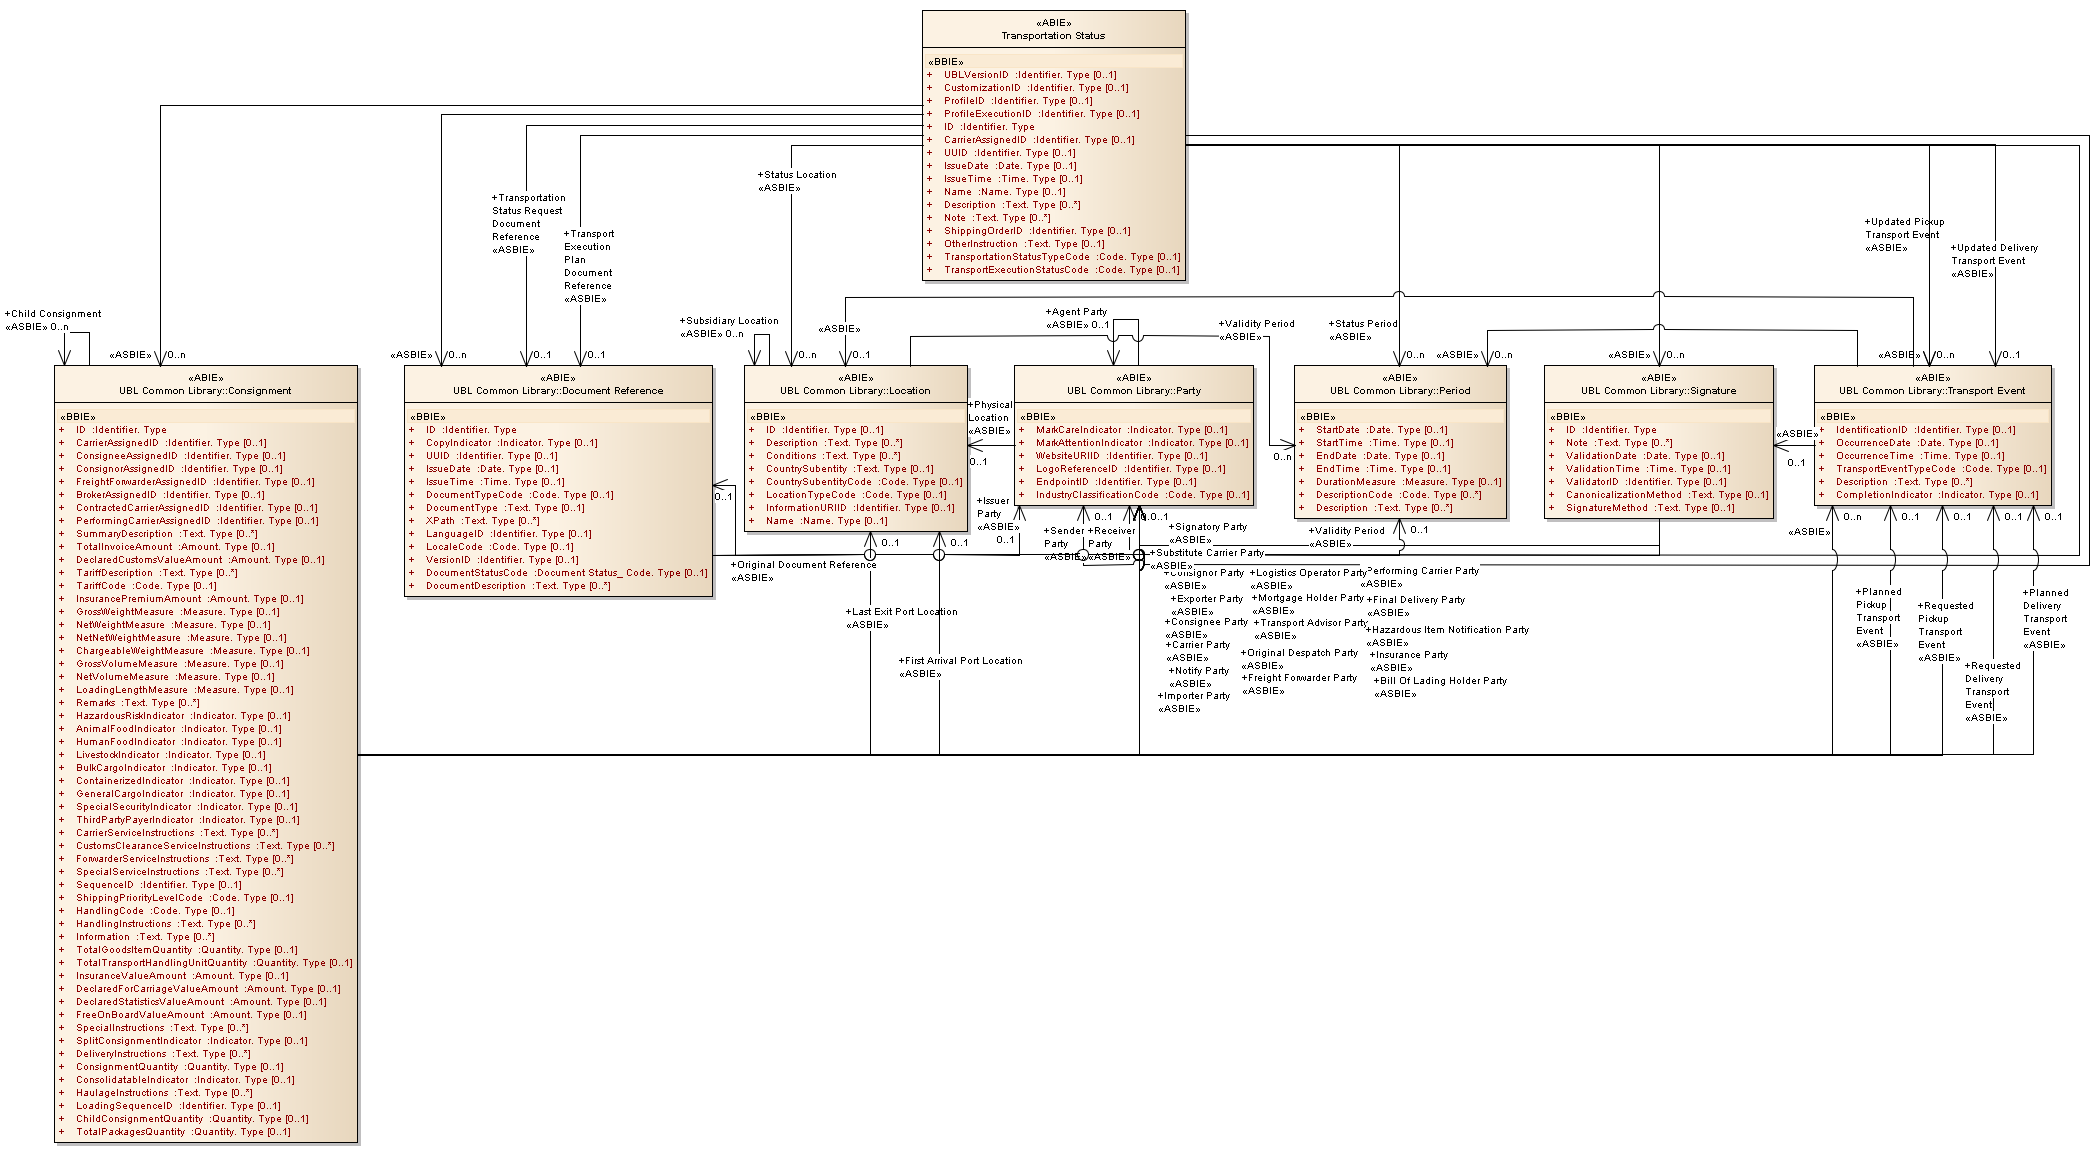 «ABIE»
Transportation Status
«BBIE»
+ UBLVersionID :Identifier. Type [0..1]
+ CustomizationID :Identifier. Type [0..1]
+ ProfileID :Identifier. Type [0..1]
+ ProfileExecutionID :Identifier. Type [0..1]
+ ID :Identifier. Type
+ CarrierAssignedID :Identifier. Type [0..1]
+ UUID :Identifier. Type [0..1]
+ IssueDate :Date. Type [0..1]
+ IssueTime :Time. Type [0..1]
+ Name :Name. Type [0..1]
+ Description :Text. Type [0..*]
+ Note :Text. Type [0..*]
+ ShippingOrderID :Identifier. Type [0..1]
+ OtherInstruction :Text. Type [0..1]
+ TransportationStatusTypeCode :Code. Type [0..1]
+ TransportExecutionStatusCode :Code. Type [0..1]
+Child Consignment
«ASBIE» 0..n
«ASBIE» 0..n
«ASBIE» 0..n
+Transportation
Status Request
Document
Reference
«ASBIE»
0..1
+Transport
Execution
Plan
Document
Reference
«ASBIE»
0..1
+Status Location
«ASBIE»
0..n
+Subsidiary Location
«ASBIE» 0..n
«ASBIE»
0..1
+Agent Party
«ASBIE» 0..1
+Validity Period
«ASBIE»
0..n
+Status Period
«ASBIE»
0..n
«ASBIE» 0..n
«ASBIE» 0..n
+Updated Pickup
Transport Event
«ASBIE»
+Updated Delivery
Transport Event
«ASBIE»
«ASBIE» 0..n
0..1
«ABIE»
UBL Common Library::Consignment
«BBIE»
+ ID :Identifier. Type
+ CarrierAssignedID :Identifier. Type [0..1]
+ ConsigneeAssignedID :Identifier. Type [0..1]
+ ConsignorAssignedID :Identifier. Type [0..1]
+ FreightForwarderAssignedID :Identifier. Type [0..1]
+ BrokerAssignedID :Identifier. Type [0..1]
+ ContractedCarrierAssignedID :Identifier. Type [0..1]
+ PerformingCarrierAssignedID :Identifier. Type [0..1]
+ SummaryDescription :Text. Type [0..*]
+ TotalInvoiceAmount :Amount. Type [0..1]
+ DeclaredCustomsValueAmount :Amount. Type [0..1]
+ TariffDescription :Text. Type [0..*]
+ TariffCode :Code. Type [0..1]
+ InsurancePremiumAmount :Amount. Type [0..1]
+ GrossWeightMeasure :Measure. Type [0..1]
+ NetWeightMeasure :Measure. Type [0..1]
+ NetNetWeightMeasure :Measure. Type [0..1]
+ ChargeableWeightMeasure :Measure. Type [0..1]
+ GrossVolumeMeasure :Measure. Type [0..1]
+ NetVolumeMeasure :Measure. Type [0..1]
+ LoadingLengthMeasure :Measure. Type [0..1]
+ Remarks :Text. Type [0..*]
+ HazardousRiskIndicator :Indicator. Type [0..1]
+ AnimalFoodIndicator :Indicator. Type [0..1]
+ HumanFoodIndicator :Indicator. Type [0..1]
+ LivestockIndicator :Indicator. Type [0..1]
+ BulkCargoIndicator :Indicator. Type [0..1]
+ ContainerizedIndicator :Indicator. Type [0..1]
+ GeneralCargoIndicator :Indicator. Type [0..1]
+ SpecialSecurityIndicator :Indicator. Type [0..1]
+ ThirdPartyPayerIndicator :Indicator. Type [0..1]
+ CarrierServiceInstructions :Text. Type [0..*]
+ CustomsClearanceServiceInstructions :Text. Type [0..*]
+ ForwarderServiceInstructions :Text. Type [0..*]
+ SpecialServiceInstructions :Text. Type [0..*]
+ SequenceID :Identifier. Type [0..1]
+ ShippingPriorityLevelCode :Code. Type [0..1]
+ HandlingCode :Code. Type [0..1]
+ HandlingInstructions :Text. Type [0..*]
+ Information :Text. Type [0..*]
+ TotalGoodsItemQuantity :Quantity. Type [0..1]
+ TotalTransportHandlingUnitQuantity :Quantity. Type [0..1]
+ InsuranceValueAmount :Amount. Type [0..1]
+ DeclaredForCarriageValueAmount :Amount. Type [0..1]
+ DeclaredStatisticsValueAmount :Amount. Type [0..1]
+ FreeOnBoardValueAmount :Amount. Type [0..1]
+ SpecialInstructions :Text. Type [0..*]
+ SplitConsignmentIndicator :Indicator. Type [0..1]
+ DeliveryInstructions :Text. Type [0..*]
+ ConsignmentQuantity :Quantity. Type [0..1]
+ ConsolidatableIndicator :Indicator. Type [0..1]
+ HaulageInstructions :Text. Type [0..*]
+ LoadingSequenceID :Identifier. Type [0..1]
+ ChildConsignmentQuantity :Quantity. Type [0..1]
+ TotalPackagesQuantity :Quantity. Type [0..1]
«ABIE»
UBL Common Library::Document Reference
«BBIE»
+ ID :Identifier. Type
+ CopyIndicator :Indicator. Type [0..1]
+ UUID :Identifier. Type [0..1]
+ IssueDate :Date. Type [0..1]
+ IssueTime :Time. Type [0..1]
+ DocumentTypeCode :Code. Type [0..1]
+ DocumentType :Text. Type [0..1]
+ XPath :Text. Type [0..*]
+ LanguageID :Identifier. Type [0..1]
+ LocaleCode :Code. Type [0..1]
+ VersionID :Identifier. Type [0..1]
+ DocumentStatusCode :Document Status_ Code. Type [0..1]
+ DocumentDescription :Text. Type [0..*]
«ABIE»
UBL Common Library::Location
«BBIE»
+ ID :Identifier. Type [0..1]
+ Description :Text. Type [0..*]
+ Conditions :Text. Type [0..*]
+ CountrySubentity :Text. Type [0..1]
+ CountrySubentityCode :Code. Type [0..1]
+ LocationTypeCode :Code. Type [0..1]
+ InformationURIID :Identifier. Type [0..1]
+ Name :Name. Type [0..1]
«ABIE»
UBL Common Library::Party
«BBIE»
+ MarkCareIndicator :Indicator. Type [0..1]
+ MarkAttentionIndicator :Indicator. Type [0..1]
+ WebsiteURIID :Identifier. Type [0..1]
+ LogoReferenceID :Identifier. Type [0..1]
+ EndpointID :Identifier. Type [0..1]
+ IndustryClassificationCode :Code. Type [0..1]
«ABIE»
UBL Common Library::Period
«BBIE»
+ StartDate :Date. Type [0..1]
+ StartTime :Time. Type [0..1]
+ EndDate :Date. Type [0..1]
+ EndTime :Time. Type [0..1]
+ DurationMeasure :Measure. Type [0..1]
+ DescriptionCode :Code. Type [0..*]
+ Description :Text. Type [0..*]
«ABIE»
UBL Common Library::Signature
«BBIE»
+ ID :Identifier. Type
+ Note :Text. Type [0..*]
+ ValidationDate :Date. Type [0..1]
+ ValidationTime :Time. Type [0..1]
+ ValidatorID :Identifier. Type [0..1]
+ CanonicalizationMethod :Text. Type [0..1]
+ SignatureMethod :Text. Type [0..1]
«ABIE»
UBL Common Library::Transport Event
«BBIE»
+ IdentificationID :Identifier. Type [0..1]
+ OccurrenceDate :Date. Type [0..1]
+ OccurrenceTime :Time. Type [0..1]
+ TransportEventTypeCode :Code. Type [0..1]
+ Description :Text. Type [0..*]
+ CompletionIndicator :Indicator. Type [0..1]
+Physical
Location
«ASBIE»
0..1
«ASBIE»
0..1
0..1
+Original Document Reference
«ASBIE»
+Issuer
Party
«ASBIE»
0..1
0..1
0..1
+Last Exit Port Location
«ASBIE»
+First Arrival Port Location
«ASBIE»
0..1
+Sender
Party
«ASBIE»
+Receiver
Party
«ASBIE»
0..1
+Signatory Party
«ASBIE»
+Substitute Carrier Party
«ASBIE»
+Consignor Party
«ASBIE»
+Exporter Party
«ASBIE»
+Consignee Party
«ASBIE»
+Carrier Party
«ASBIE»
+Notify Party
«ASBIE»
+Importer Party
«ASBIE»
+Logistics Operator Party
«ASBIE»
+Mortgage Holder Party
«ASBIE»
+Transport Advisor Party
«ASBIE»
+Original Despatch Party
«ASBIE»
+Freight Forwarder Party
«ASBIE»
Performing Carrier Party
«ASBIE»
+Final Delivery Party
«ASBIE»
+Hazardous Item Notification Party
«ASBIE»
+Insurance Party
«ASBIE»
+Bill Of Lading Holder Party
«ASBIE»
+Validity Period
«ASBIE»
0..1
«ASBIE»
0..n
0..1
0..1
0..1
0..1
+Planned
Pickup
Transport
Event
«ASBIE»
+Requested
Pickup
Transport
Event
«ASBIE»
+Requested
Delivery
Transport
Event
«ASBIE»
+Planned
Delivery
Transport
Event
«ASBIE»